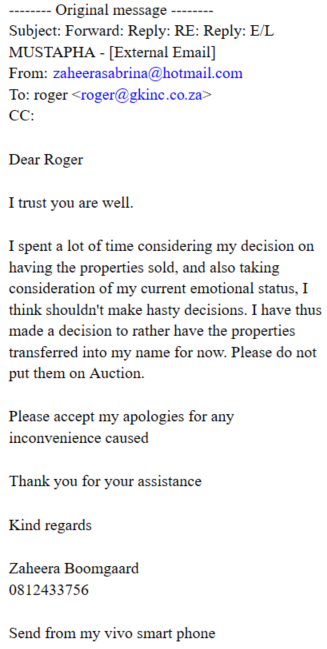 -------- Original message --------
Subject: Forward: Reply: RE: Reply: E/L
MUSTAPHA - [External Email]
From: zaheerasabrina@hotmail.com
To: roger <roger@gkinc.co.za>
CC:
Dear Roger
I trust you are well.
I spent a lot of time considering my decision on
having the properties sold, and also taking
consideration of my current emotional status, I
think shouldn't make hasty decisions. I have thus
made a decision to rather have the properties
transferred into my name for now. Please do not
put them on Auction.
Please accept my apologies for any
inconvenience caused
Thank you for your assistance
Kind regards
Zaheera Boomgaard
0812433756
Send from my vivo smart phone